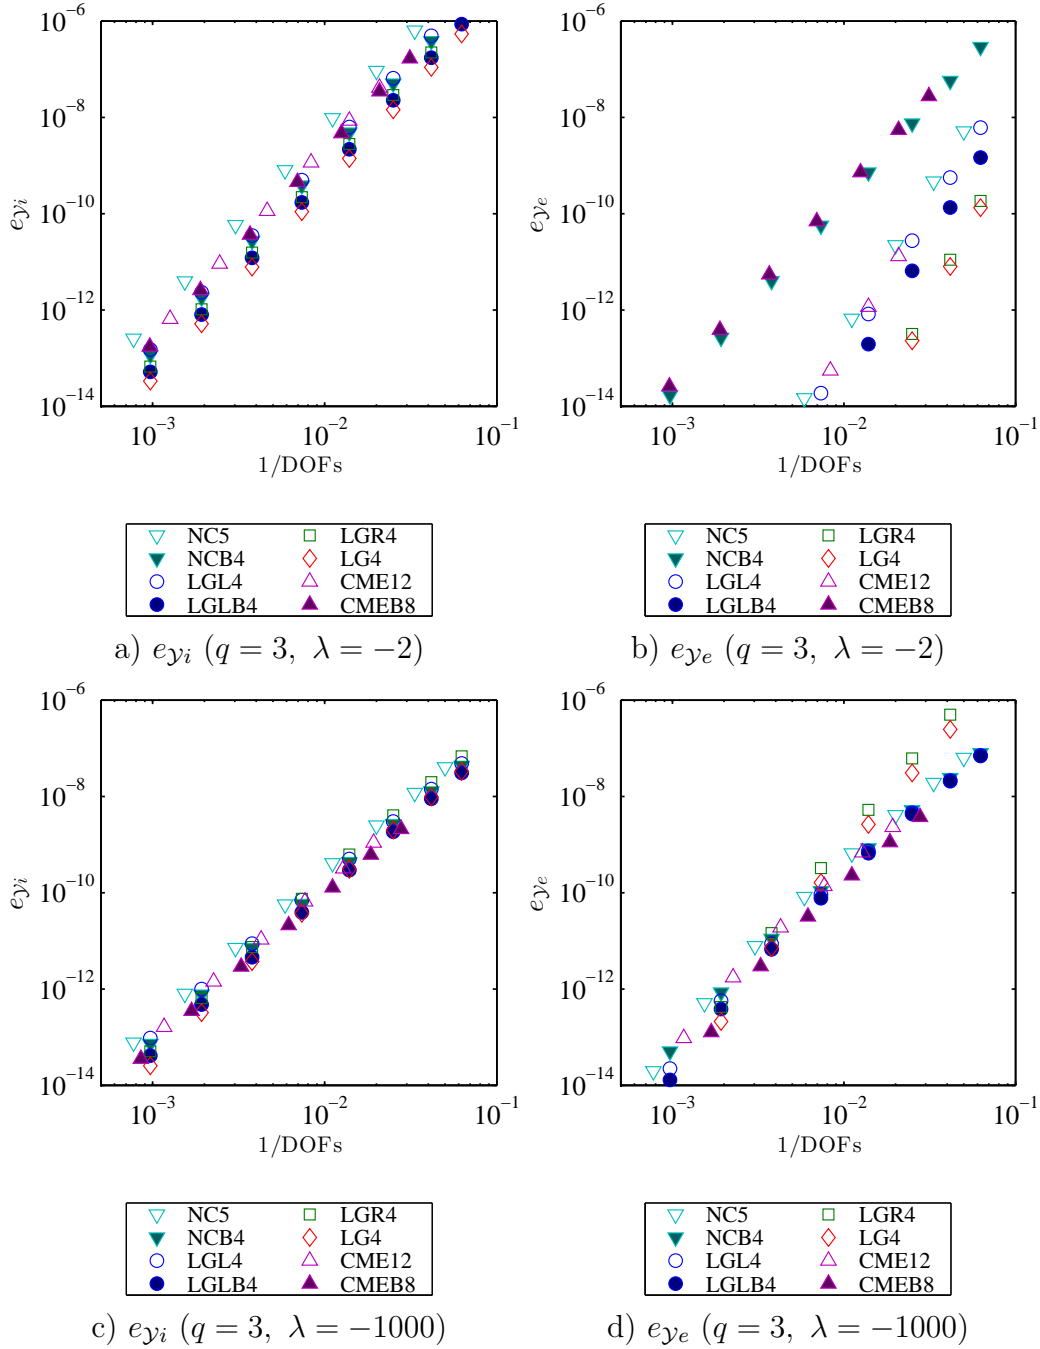 10^{-6}
10^{-8}
10^{-10}
10^{-12}
10^{-14}
e_{𝒴_i}
10^{-3}
10^{-2}
10^{-1}
1/DOFs
NC5
NCB4
LGL4
LGLB4
LGR4
LG4
CME12
CMEB8
a) e_{𝒴_i} (q = 3, λ = −2)
10^{-6}
10^{-8}
10^{-10}
10^{-12}
10^{-14}
e_{𝒴_e}
10^{-3}
10^{-2}
10^{-1}
1/DOFs
NC5
NCB4
LGL4
LGLB4
LGR4
LG4
CME12
CMEB8
b) e_{𝒴_e} (q = 3, λ = −2)
10^{-6}
10^{-8}
10^{-10}
10^{-12}
10^{-14}
e_{𝒴_i}
10^{-3}
10^{-2}
10^{-1}
1/DOFs
NC5
NCB4
LGL4
LGLB4
LGR4
LG4
CME12
CMEB8
c) e_{𝒴_i} (q = 3, λ = −1000)
10^{-6}
10^{-8}
10^{-10}
10^{-12}
10^{-14}
e_{𝒴_e}
10^{-3}
10^{-2}
10^{-1}
1/DOFs
NC5
NCB4
LGL4
LGLB4
LGR4
LG4
CME12
CMEB8
d) e_{𝒴_e} (q = 3, λ = −1000)